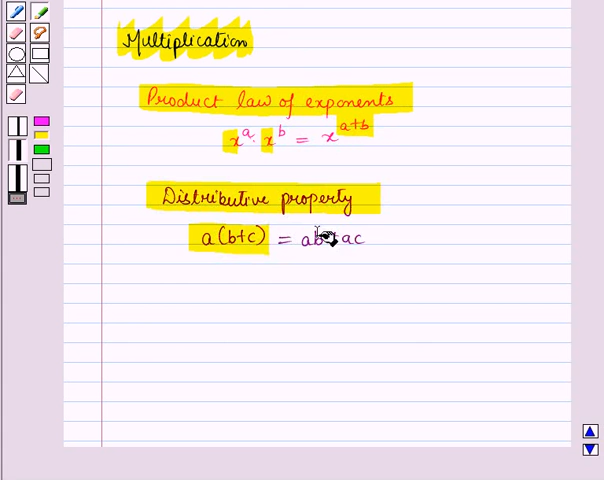 Multiplication
Product law of exponents
x^a · x^b = x^(a+b)
Distributive property
a(b+c) = ab+ac